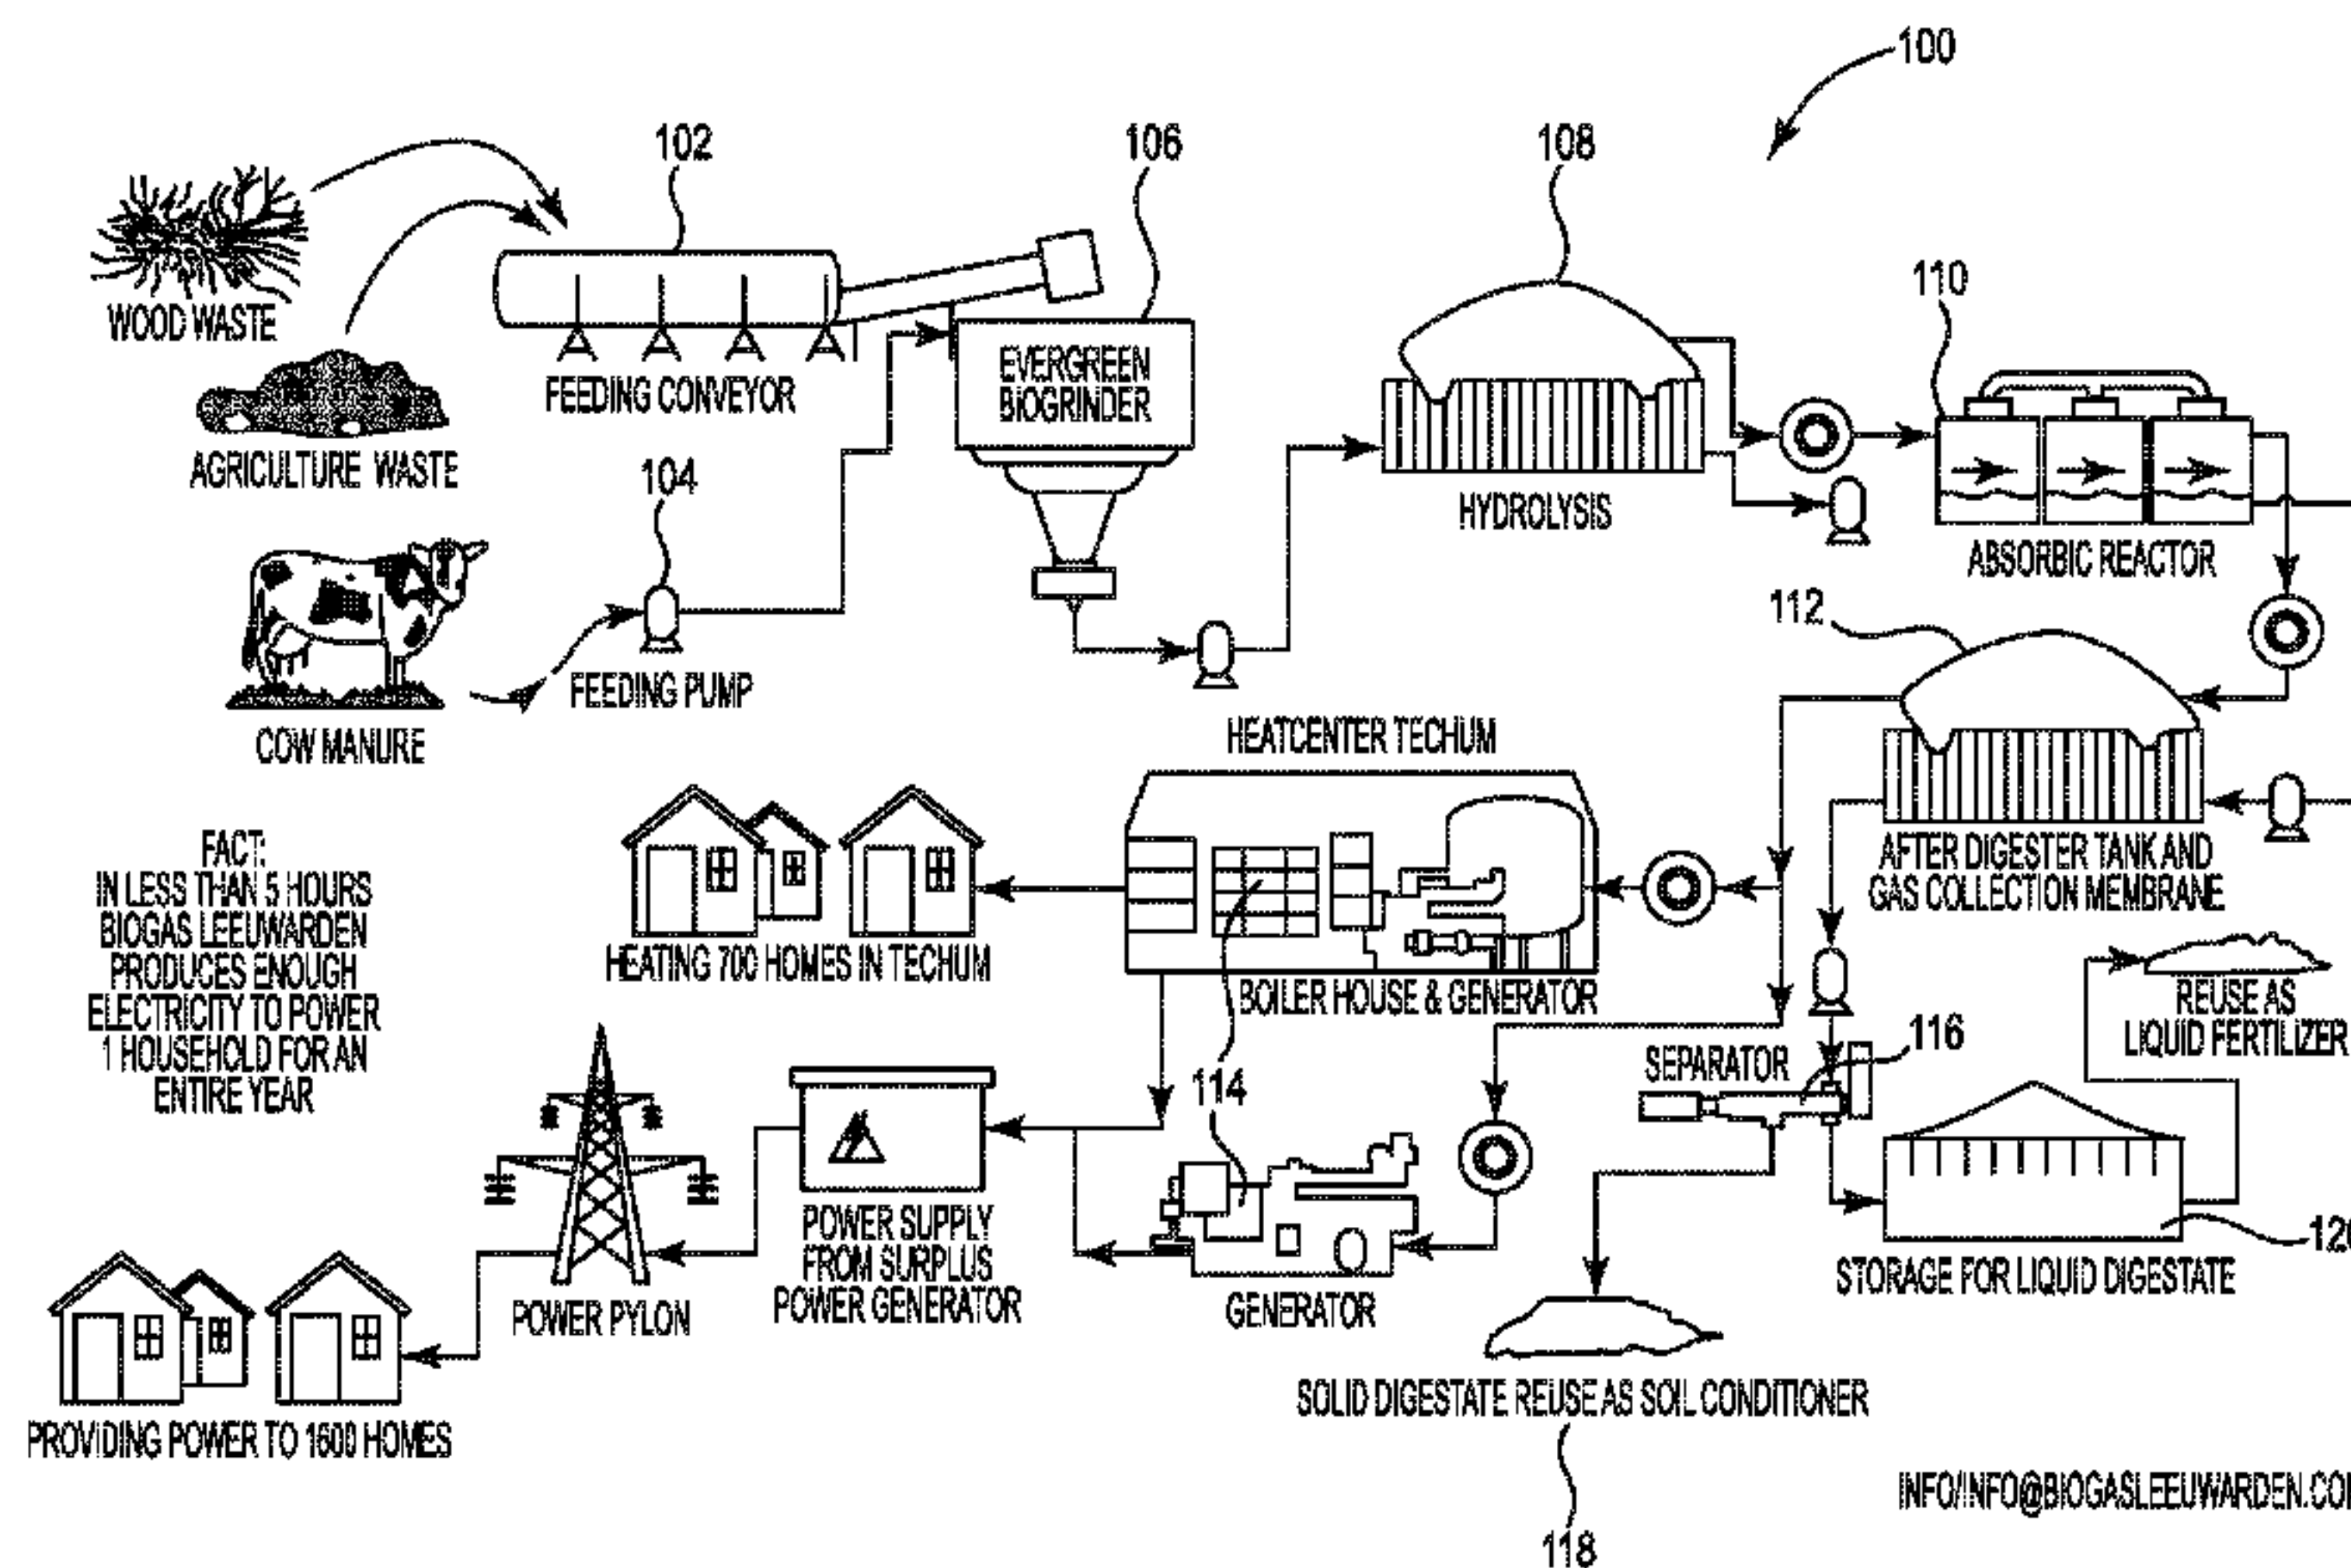 100
102
106
108
110
WOOD WASTE
FEEDING CONVEYOR
EVERGREEN
BIOGRINDER
AGRICULTURE WASTE
104
HYDROLYSIS
ABSORBIC REACTOR
112
FEEDING PUMP
COW MANURE
HEATCENTER TECHUM
FACT:
IN LESS THAN 5 HOURS
BIOGAS LEEUWARDEN
PRODUCES ENOUGH
ELECTRICITY TO POWER
1 HOUSEHOLD FOR AN
ENTIRE YEAR
AFTER DIGESTER TANK AND
GAS COLLECTION MEMBRANE
HEATING 700 HOMES IN TECHUM
BOILER HOUSE & GENERATOR
REUSE AS
LIQUID FERTILIZER
SEPARATOR
116
114
POWER SUPPLY
FROM SURPLUS
POWER GENERATOR
POWER PYLON
GENERATOR
STORAGE FOR LIQUID DIGESTATE
SOLID DIGESTATE REUSE AS SOIL CONDITIONER
PROVIDING POWER TO 1600 HOMES
118